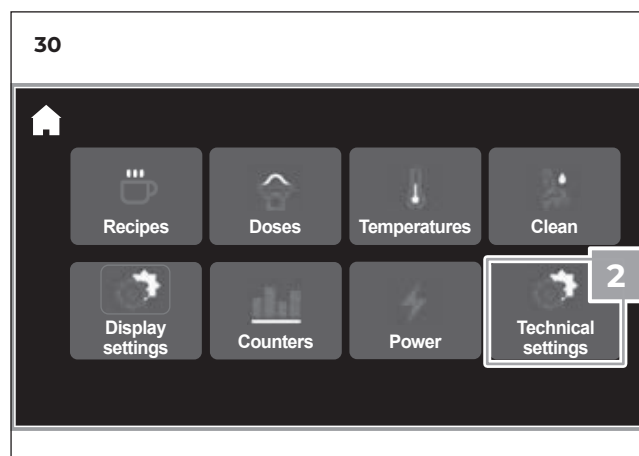 30
Recipes
Doses
Temperatures
Clean
2
Display
settings
Counters
Power
Technical
settings